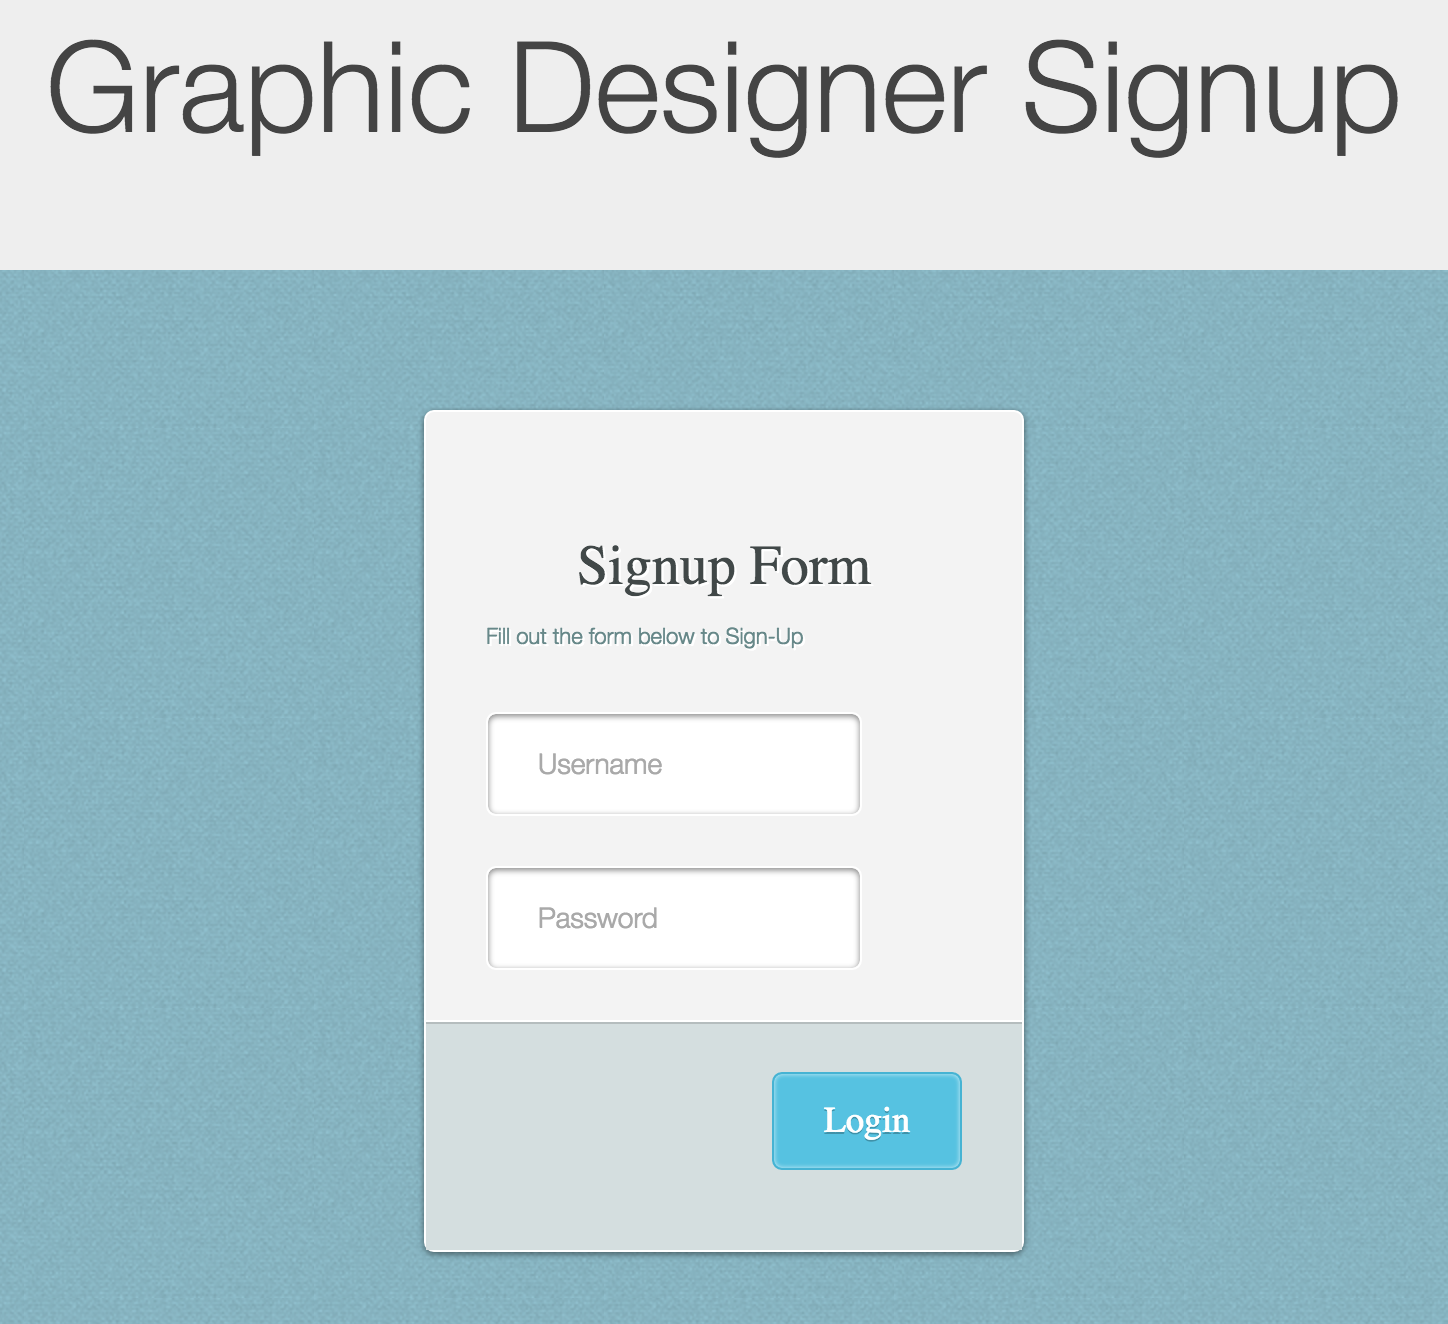 Graphic Designer Signup
Signup Form
Fill out the form below to Sign-Up
Username
Password
Login